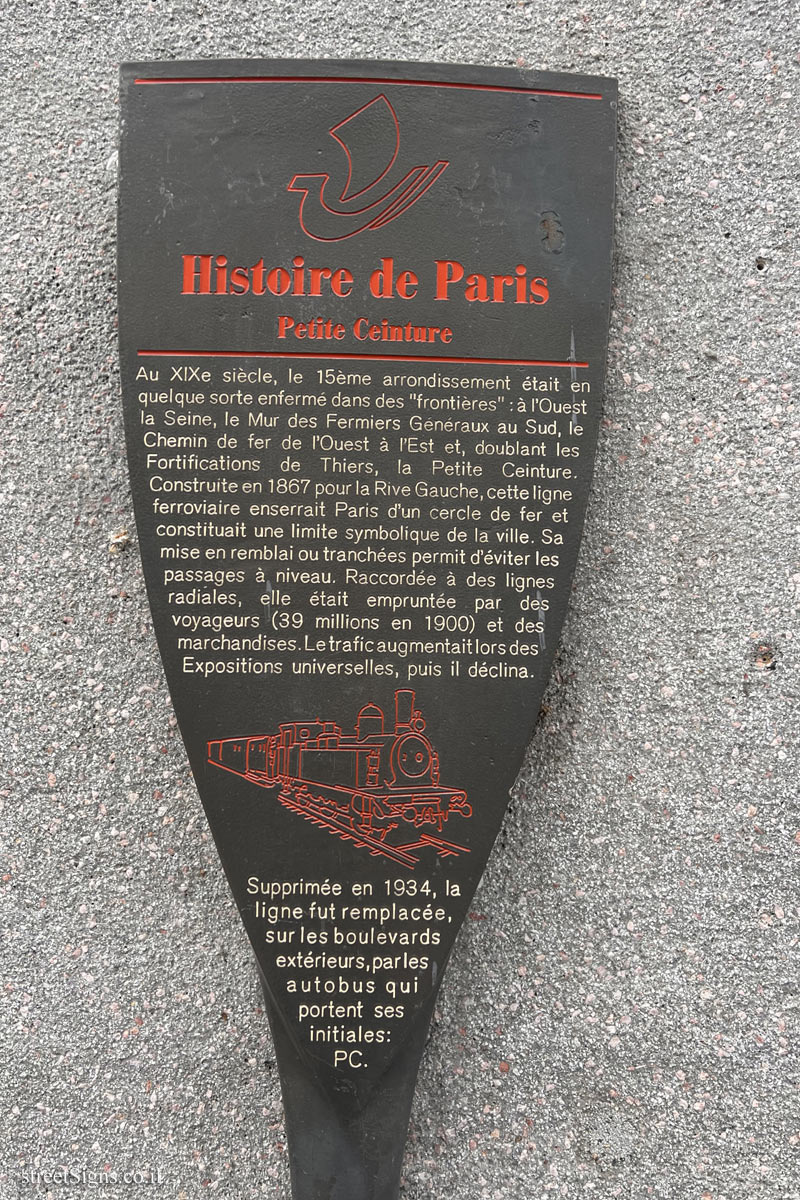 Histoire de Paris
Petite Ceinture
Au XIXe siècle, le 15ème arrondissement était en
quelque sorte enfermé dans des "frontières" : à l'Ouest
la Seine, le Mur des Fermiers Généraux au Sud, le
Chemin de fer de l'Ouest à l'Est et, doublant les
Fortifications de Thiers, la Petite Ceinture.
Construite en 1867 pour la Rive Gauche, cette ligne
ferroviaire enserrait Paris d'un cercle de fer et
constituait une limite symbolique de la ville. Sa
mise en remblai ou tranchées permit d'éviter les
passages à niveau. Raccordée à des lignes
radiales, elle était empruntée par des
voyageurs (39 millions en 1900) et des
marchandises. Le trafic augmentait lors des
Expositions universelles, puis il déclina.
Supprimée en 1934, la
ligne fut remplacée,
sur les boulevards
extérieurs, par les
autobus qui
portent ses
initiales:
PC.
streetSigns.co.il